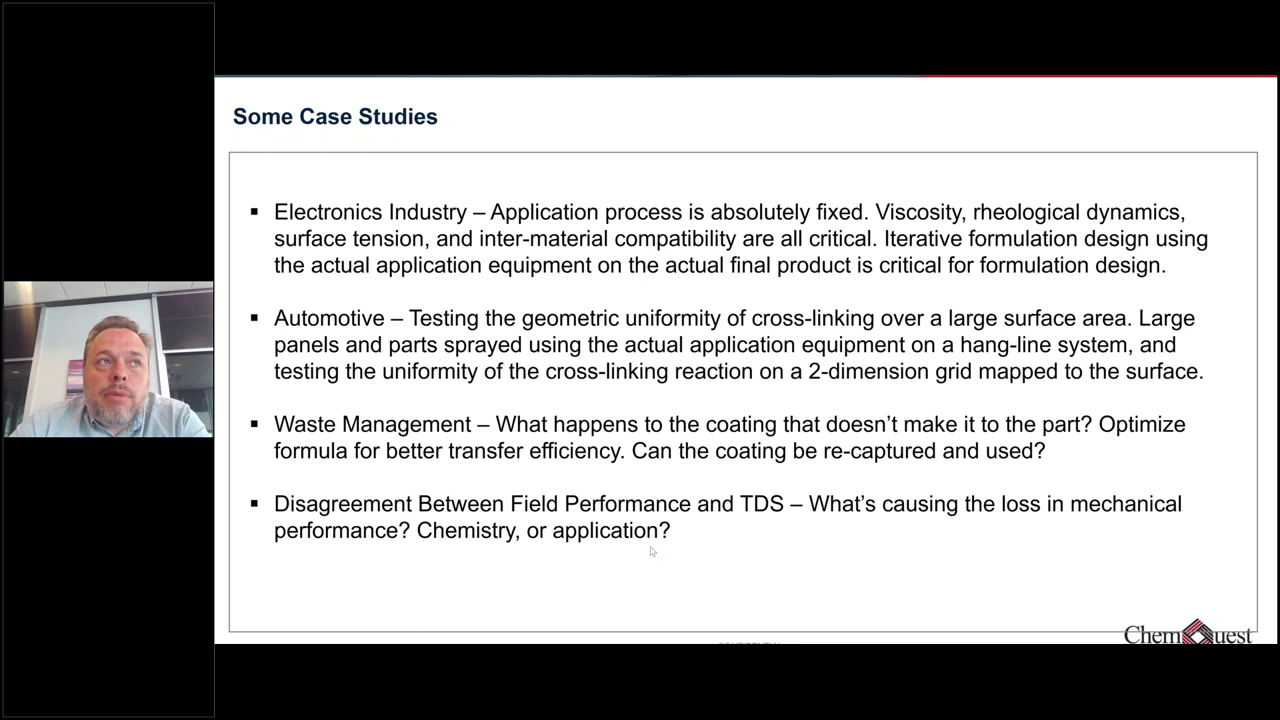 Some Case Studies
▪ Electronics Industry – Application process is absolutely fixed. Viscosity, rheological dynamics,
surface tension, and inter-material compatibility are all critical. Iterative formulation design using
the actual application equipment on the actual final product is critical for formulation design.
▪ Automotive – Testing the geometric uniformity of cross-linking over a large surface area. Large
panels and parts sprayed using the actual application equipment on a hang-line system, and
testing the uniformity of the cross-linking reaction on a 2-dimension grid mapped to the surface.
▪ Waste Management – What happens to the coating that doesn’t make it to the part? Optimize
formula for better transfer efficiency. Can the coating be re-captured and used?
▪ Disagreement Between Field Performance and TDS – What’s causing the loss in mechanical
performance? Chemistry, or application?
ChemQuest